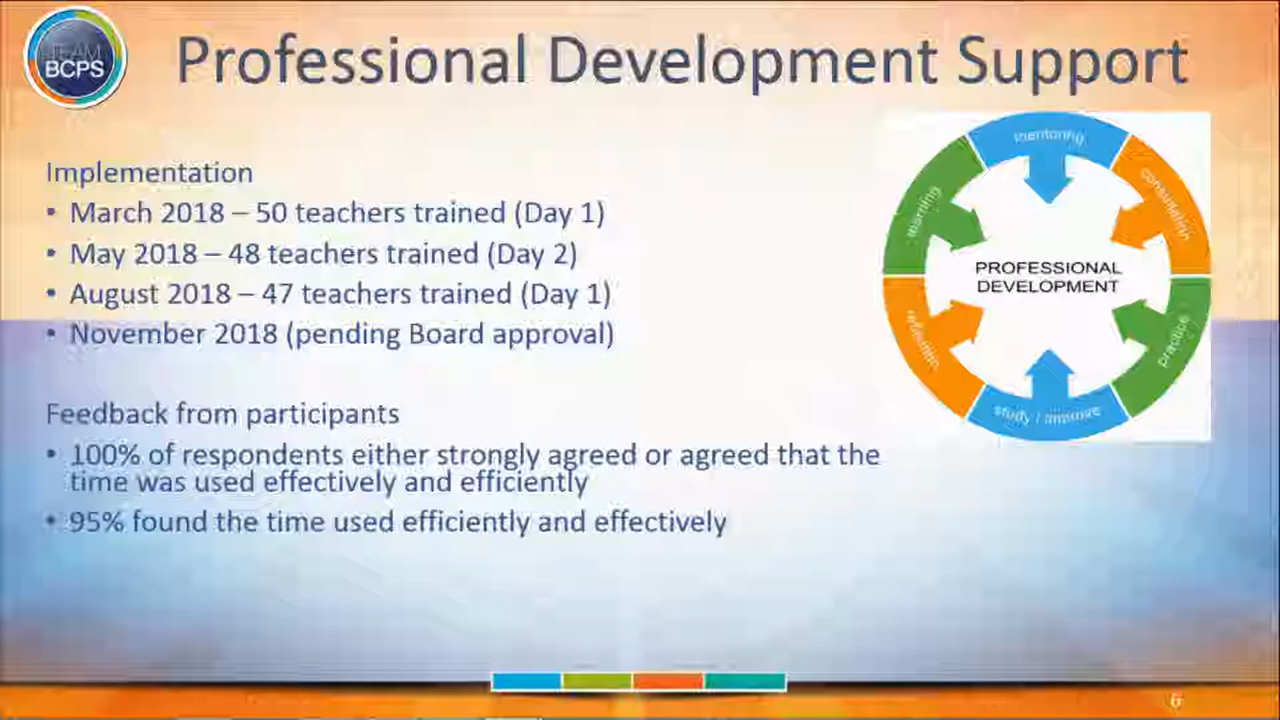 TEAM
BCPS
Professional Development Support
Implementation
• March 2018 – 50 teachers trained (Day 1)
• May 2018 – 48 teachers trained (Day 2)
• August 2018 – 47 teachers trained (Day 1)
• November 2018 (pending Board approval)
Feedback from participants
• 100% of respondents either strongly agreed or agreed that the
time was used effectively and efficiently
• 95% found the time used efficiently and effectively
mentoring
consultation
practice
study / improve
learning
PROFESSIONAL
DEVELOPMENT
6